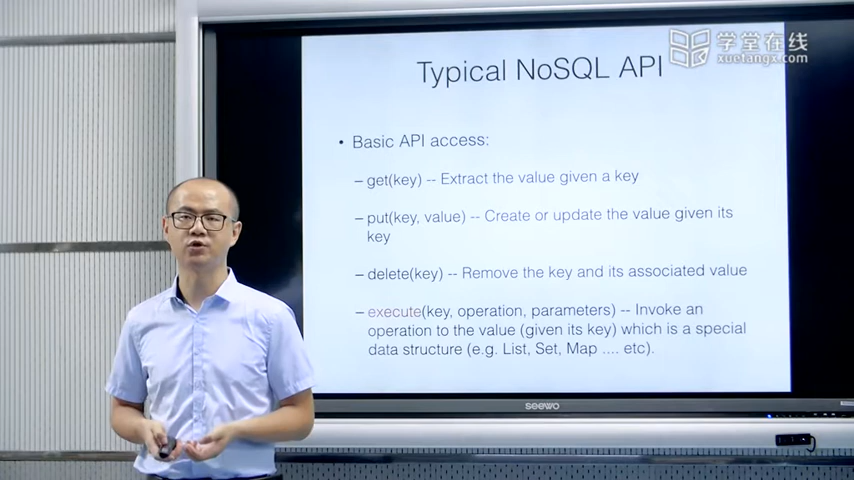 学堂在线
xuetangx.com
Typical NoSQL API
• Basic API access:
– get(key) -- Extract the value given a key
– put(key, value) -- Create or update the value given its
key
– delete(key) -- Remove the key and its associated value
– execute(key, operation, parameters) -- Invoke an
operation to the value (given its key) which is a special
data structure (e.g. List, Set, Map .... etc).
seewo